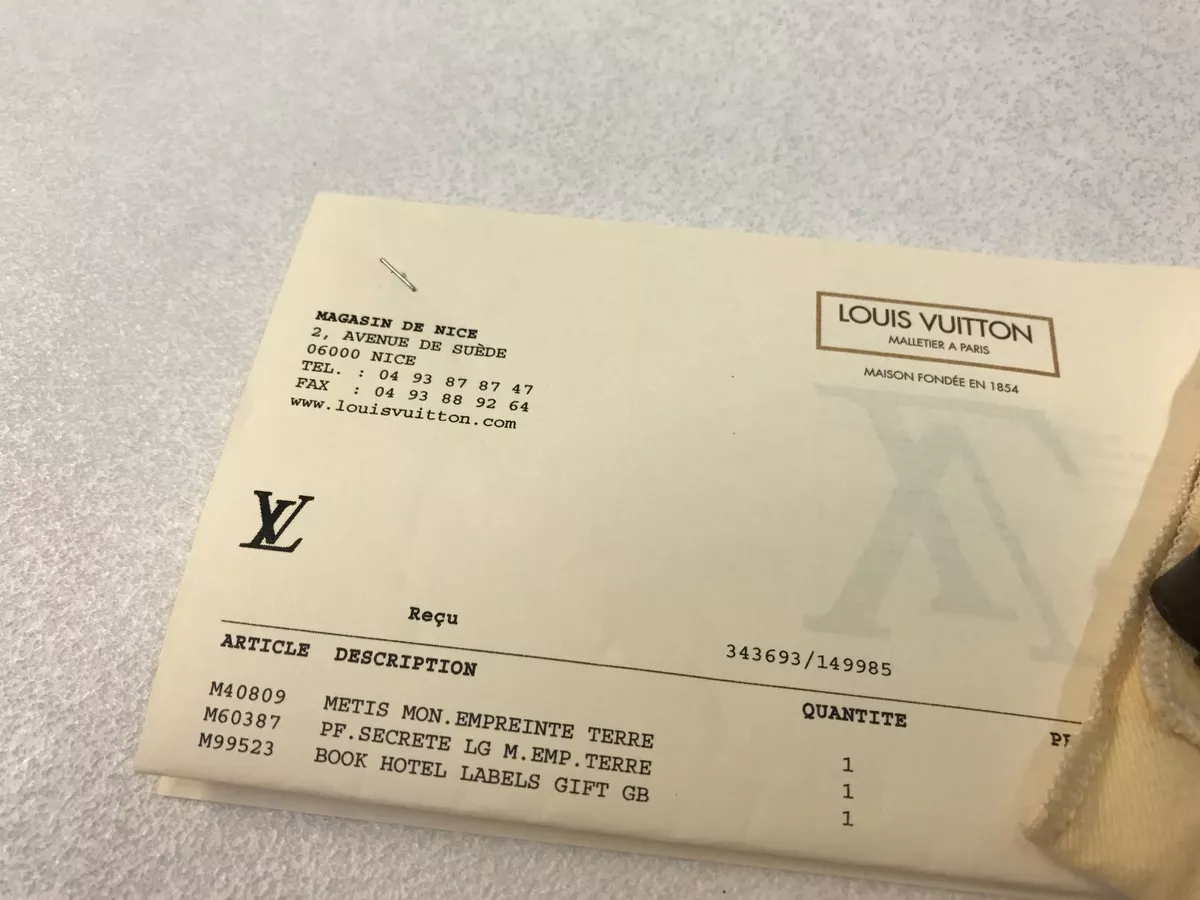 MAGASIN DE NICE
2, AVENUE DE SUÈDE
06000 NICE
TEL. : 04 93 87 87 47
FAX : 04 93 88 92 64
www.louisvuitton.com
LOUIS VUITTON
MALLETIER A PARIS
MAISON FONDÉE EN 1854
LV
Reçu
343693/149985
ARTICLE DESCRIPTION QUANTITE
M40809 METIS MON.EMPREINTE TERRE 1
M60387 PF.SECRETE LG M.EMP.TERRE 1
M99523 BOOK HOTEL LABELS GIFT GB 1